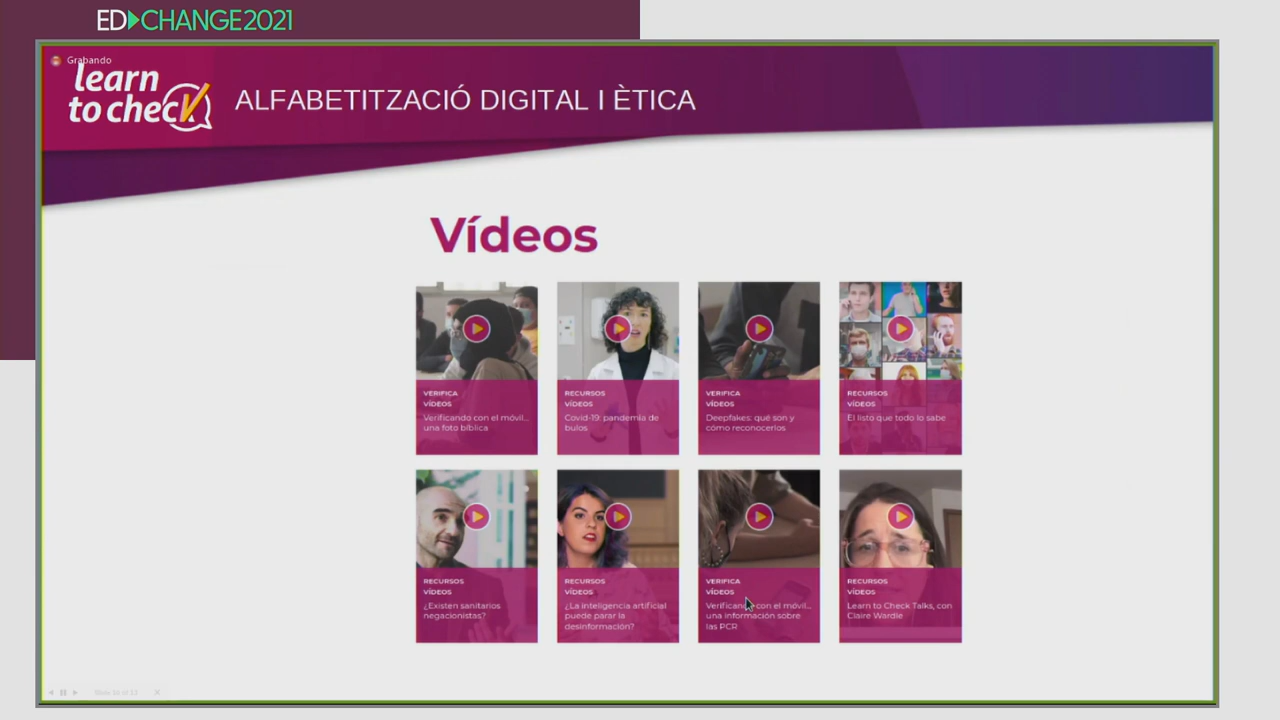 ED CHANGE2021
Grabando
learn
to check
ALFABETITZACIÓ DIGITAL I ÈTICA
Vídeos
VERIFICA
VÍDEOS
Verificando con el móvil...
una foto bíblica
RECURSOS
VÍDEOS
Covid-19: pandemia de
bulos
VERIFICA
VÍDEOS
Deepfakes: qué son y
cómo reconocerlos
RECURSOS
VÍDEOS
El listo que todo lo sabe
RECURSOS
VÍDEOS
¿Existen sanitarios
negacionistas?
RECURSOS
VÍDEOS
¿La inteligencia artificial
puede parar la
desinformación?
VERIFICA
VÍDEOS
Verificando con el móvil...
una información sobre
las PCR
RECURSOS
VÍDEOS
Learn to Check Talks, con
Claire Wardle